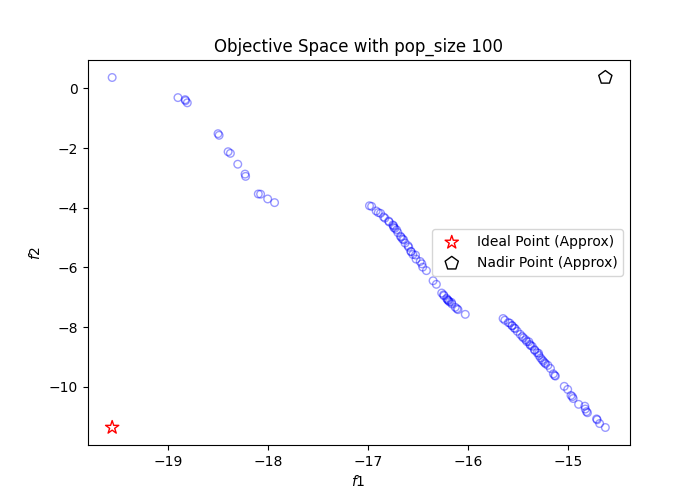 Objective Space with pop_size 100
0
−2
−4
−6
−8
−10
f2
Ideal Point (Approx)
Nadir Point (Approx)
−19
−18
−17
−16
−15
f1